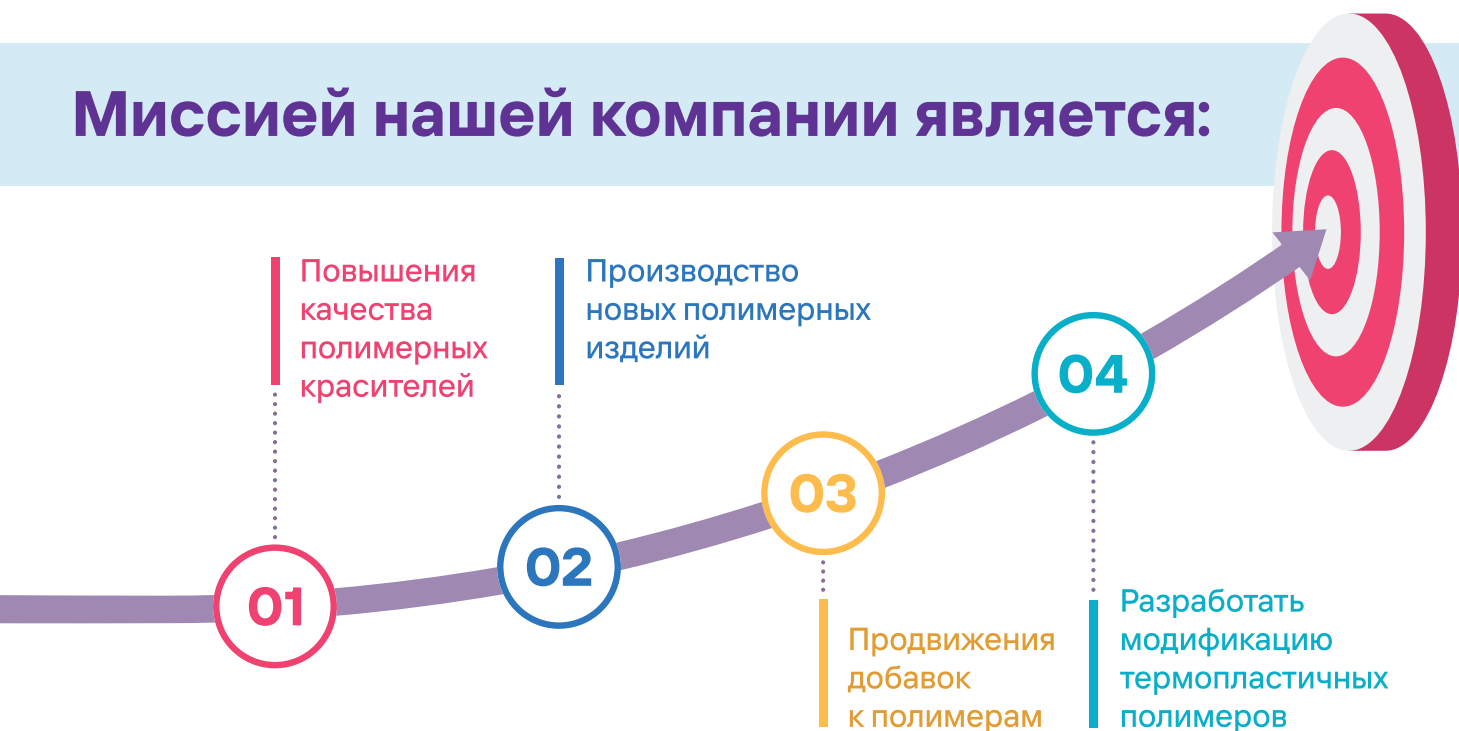 Миссией нашей компании является:
01
Повышения
качества
полимерных
красителей
02
Производство
новых полимерных
изделий
03
Продвижения
добавок
к полимерам
04
Разработать
модификацию
термопластичных
полимеров